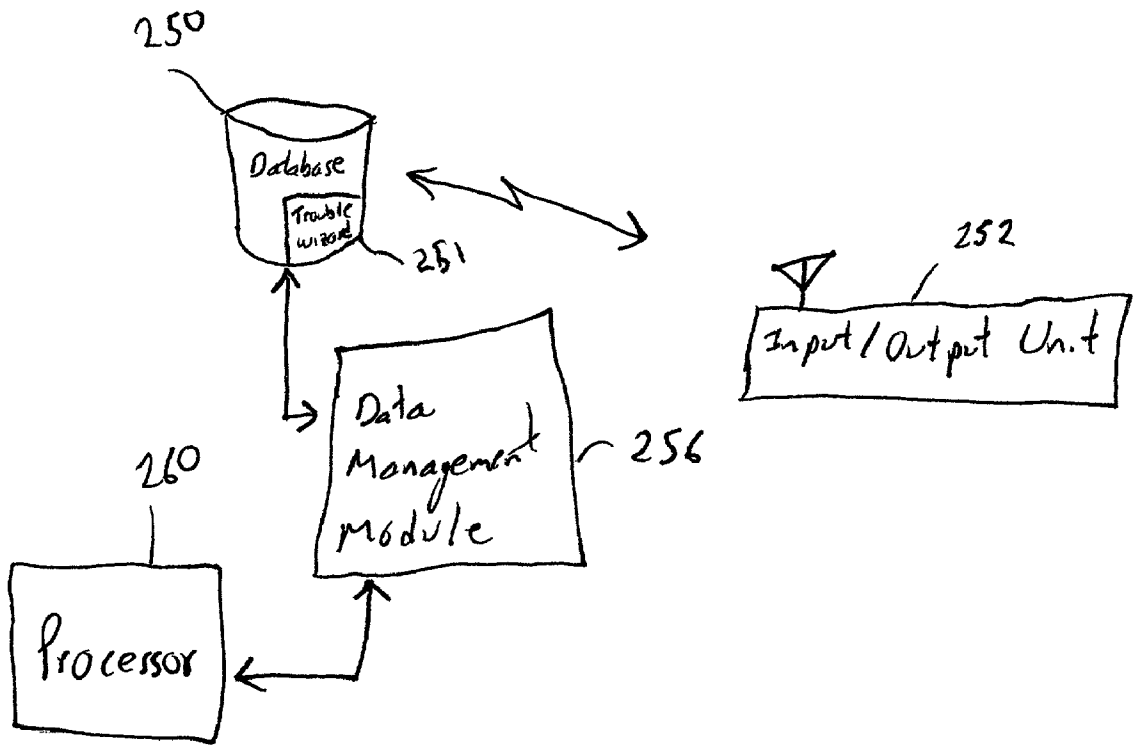 250
Database
Trouble
wizard
251
252
Input/Output Unit
Data
Management
Module
256
260
Processor